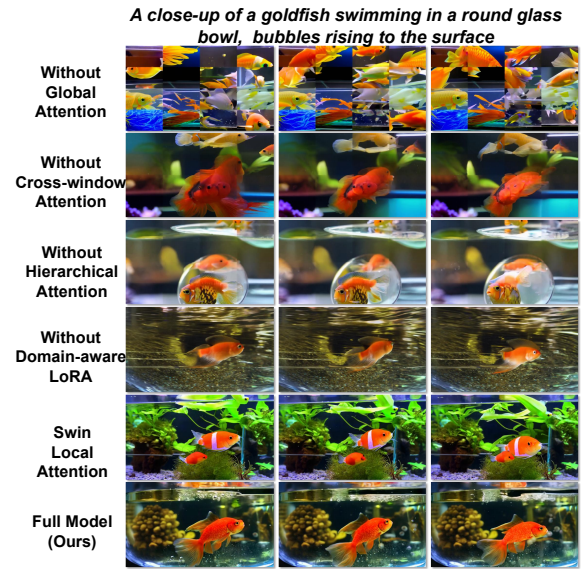 A close-up of a goldfish swimming in a round glass
bowl, bubbles rising to the surface
Without
Global
Attention
Without
Cross-window
Attention
Without
Hierarchical
Attention
Without
Domain-aware
LoRA
Swin
Local
Attention
Full Model
(Ours)